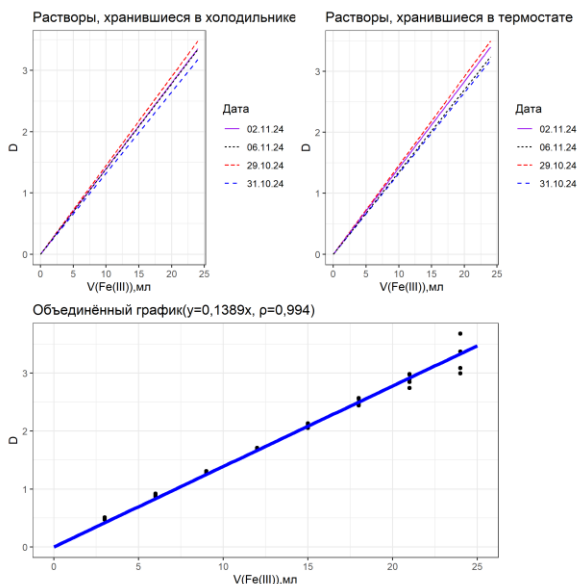 Растворы, хранившиеся в холодильнике
3
2
1
0
D
0 5 10 15 20 25
V(Fe(III)),мл
Дата
02.11.24
06.11.24
29.10.24
31.10.24
Растворы, хранившиеся в термостате
3
2
1
0
D
0 5 10 15 20 25
V(Fe(III)),мл
Дата
02.11.24
06.11.24
29.10.24
31.10.24
Объединённый график(y=0,1389x, ρ=0,994)
3
2
1
0
D
0 5 10 15 20 25
V(Fe(III)),мл